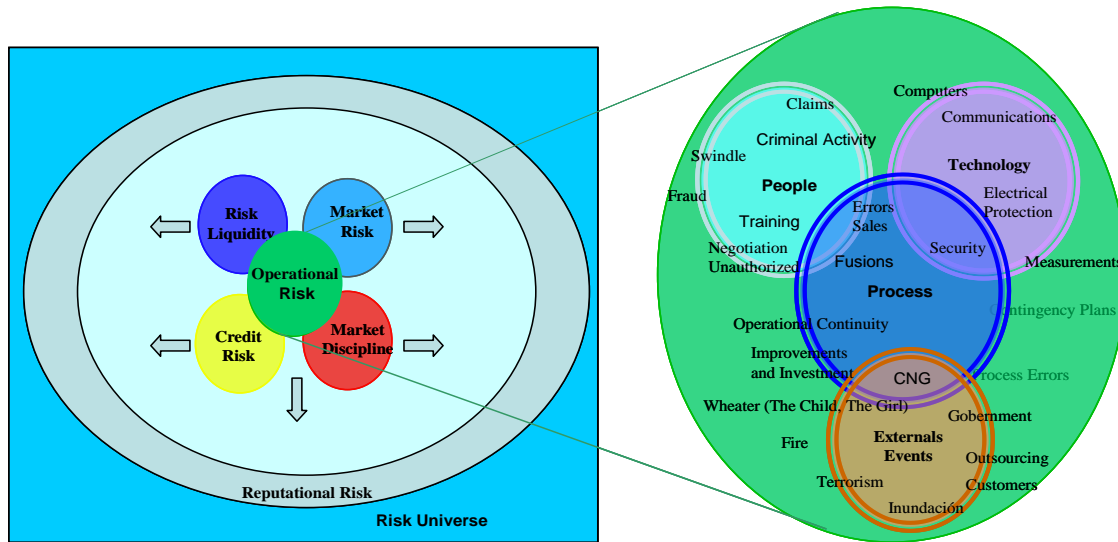 Risk
Liquidity
Market
Risk
Operational
Risk
Credit
Risk
Market
Discipline
Reputational Risk
Risk Universe
Computers
Claims
Communications
Criminal Activity
Swindle
Technology
People
Fraud
Electrical
Protection
Training
Errors
Sales
Negotiation
Unauthorized
Security
Fusions
Measurements
Process
Contingency Plans
Operational Continuity
Improvements
and Investment
CNG
Process Errors
Wheater (The Child, The Girl)
Gobernment
Fire
Externals
Events
Outsourcing
Terrorism
Customers
Inundación